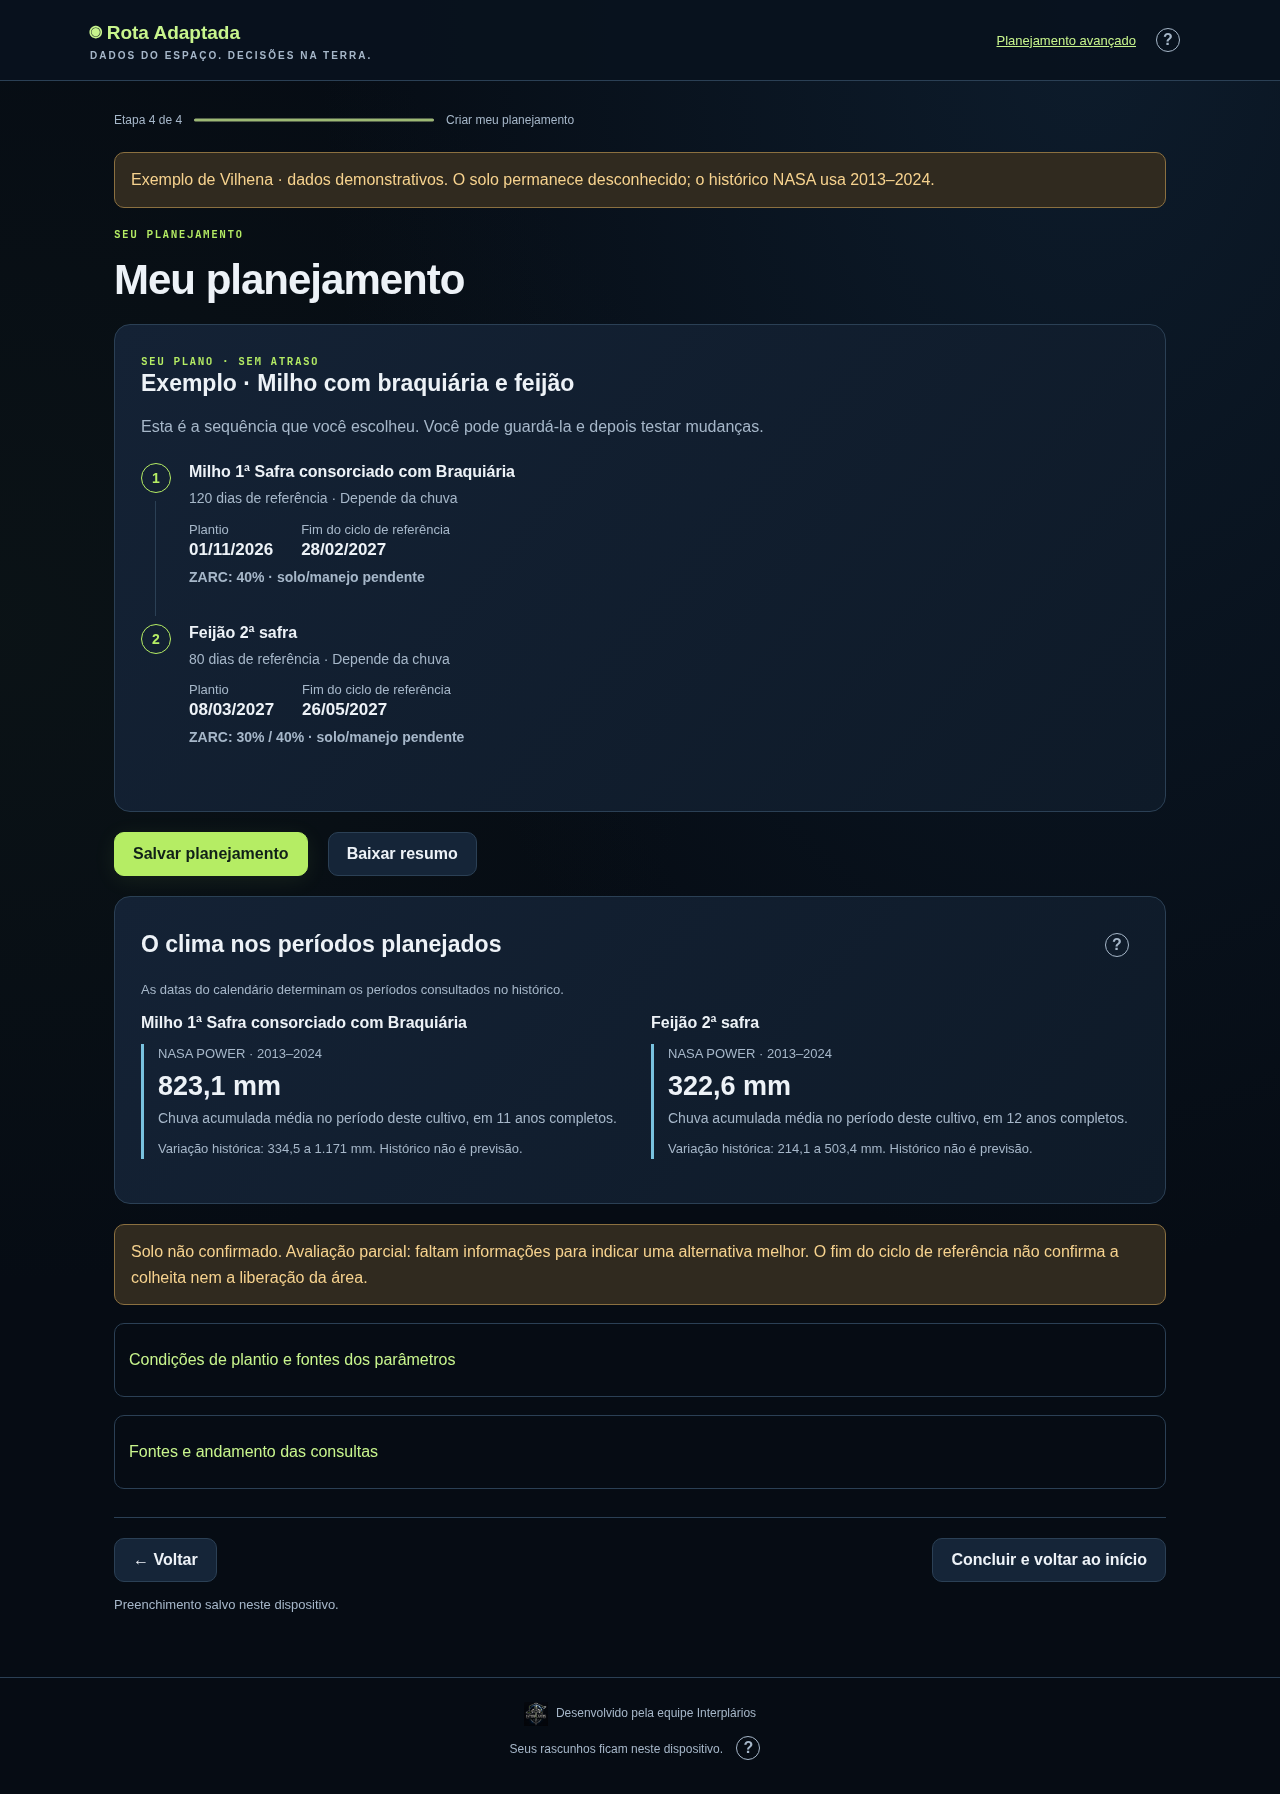 Rota Adaptada
DADOS DO ESPAÇO. DECISÕES NA TERRA.
Planejamento avançado
?
Etapa 4 de 4
Criar meu planejamento
Exemplo de Vilhena · dados demonstrativos. O solo permanece desconhecido; o histórico NASA usa 2013–2024.
SEU PLANEJAMENTO
Meu planejamento
SEU PLANO · SEM ATRASO
Exemplo · Milho com braquiária e feijão
Esta é a sequência que você escolheu. Você pode guardá-la e depois testar mudanças.
1
Milho 1ª Safra consorciado com Braquiária
120 dias de referência · Depende da chuva
Plantio
Fim do ciclo de referência
01/11/2026
28/02/2027
ZARC: 40% · solo/manejo pendente
2
Feijão 2ª safra
80 dias de referência · Depende da chuva
Plantio
Fim do ciclo de referência
08/03/2027
26/05/2027
ZARC: 30% / 40% · solo/manejo pendente
Salvar planejamento
Baixar resumo
O clima nos períodos planejados
?
As datas do calendário determinam os períodos consultados no histórico.
Milho 1ª Safra consorciado com Braquiária
NASA POWER · 2013–2024
823,1 mm
Chuva acumulada média no período deste cultivo, em 11 anos completos.
Variação histórica: 334,5 a 1.171 mm. Histórico não é previsão.
Feijão 2ª safra
NASA POWER · 2013–2024
322,6 mm
Chuva acumulada média no período deste cultivo, em 12 anos completos.
Variação histórica: 214,1 a 503,4 mm. Histórico não é previsão.
Solo não confirmado. Avaliação parcial: faltam informações para indicar uma alternativa melhor. O fim do ciclo de referência não confirma a
colheita nem a liberação da área.
Condições de plantio e fontes dos parâmetros
Fontes e andamento das consultas
← Voltar
Concluir e voltar ao início
Preenchimento salvo neste dispositivo.
Desenvolvido pela equipe Interplários
Seus rascunhos ficam neste dispositivo.
?